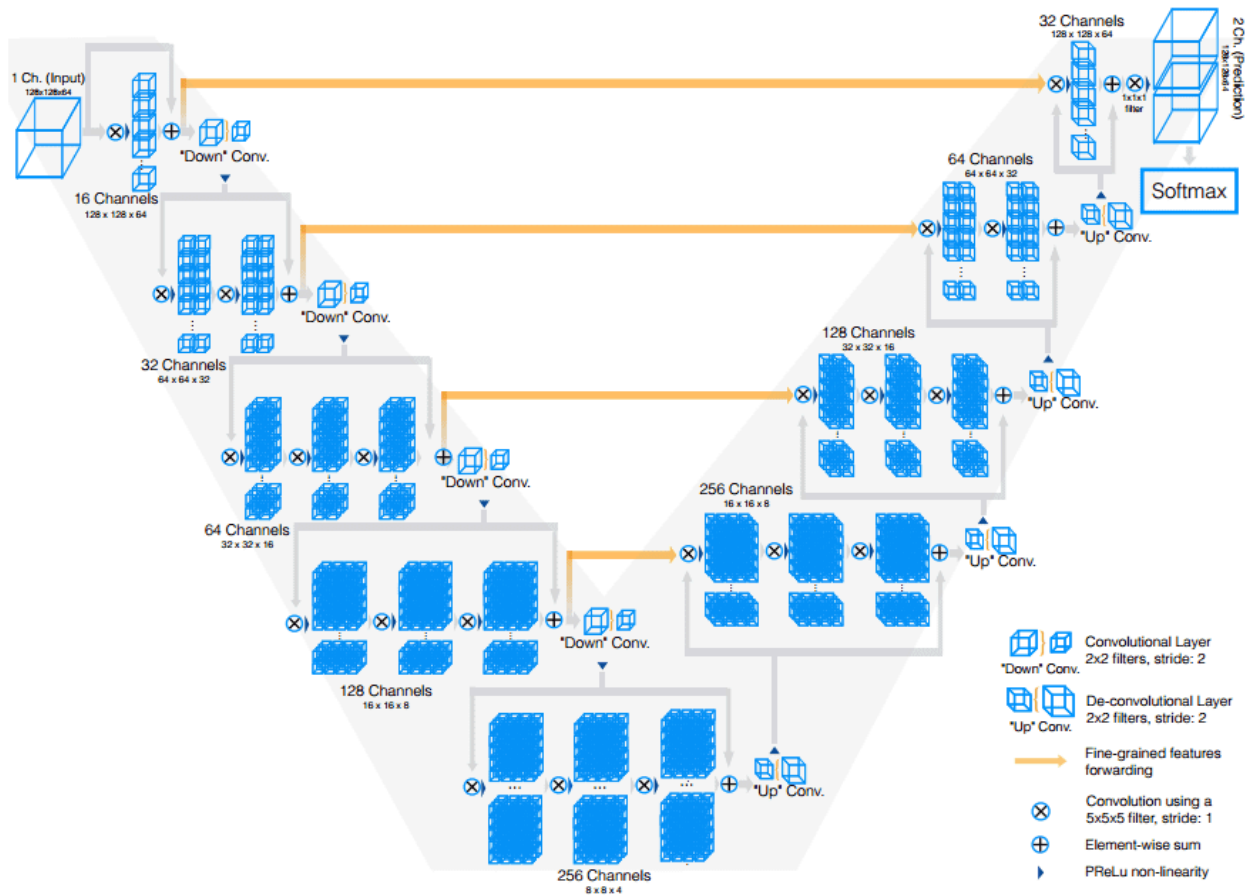 1 Ch. (Input)
128x128x64
"Down" Conv.
16 Channels
128 x 128 x 64
"Down" Conv.
32 Channels
64 x 64 x 32
"Down" Conv.
64 Channels
32 x 32 x 16
"Down" Conv.
128 Channels
16 x 16 x 8
256 Channels
8 x 8 x 4
"Up" Conv.
256 Channels
16 x 16 x 8
"Up" Conv.
128 Channels
32 x 32 x 16
"Up" Conv.
64 Channels
64 x 64 x 32
"Up" Conv.
32 Channels
128 x 128 x 64
1x1x1
filter
2 Ch. (Prediction)
128x128x64
Softmax
"Down" Conv.
Convolutional Layer
2x2 filters, stride: 2
"Up" Conv.
De-convolutional Layer
2x2 filters, stride: 2
Fine-grained features
forwarding
Convolution using a
5x5x5 filter, stride: 1
Element-wise sum
PReLu non-linearity